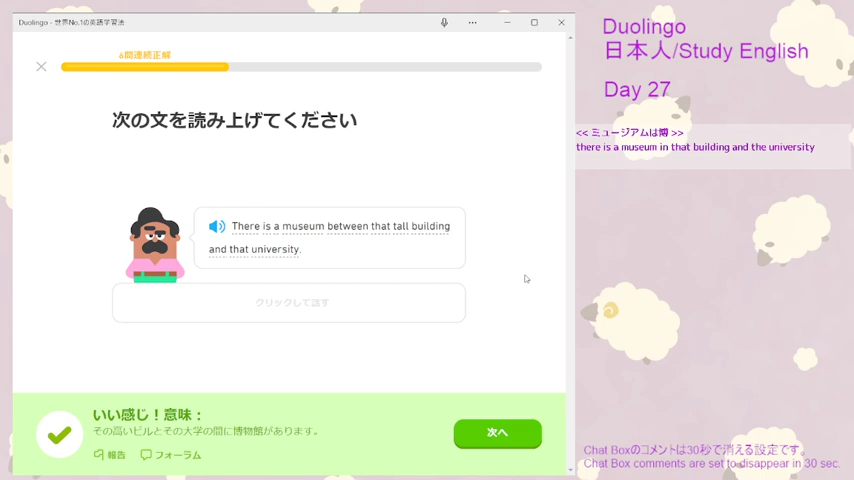 Duolingo - 世界No.1の英語学習法
6問連続正解
次の文を読み上げてください
There is a museum between that tall building
and that university.
クリックして話す
いい感じ！意味：
その高いビルとその大学の間に博物館があります。
報告 フォーラム
次へ
Duolingo
日本人/Study English
Day 27
<< ミュージアムは博 >>
there is a museum in that building and the university
Chat Boxのコメントは30秒で消える設定です
Chat Box comments are set to disappear in 30 sec.